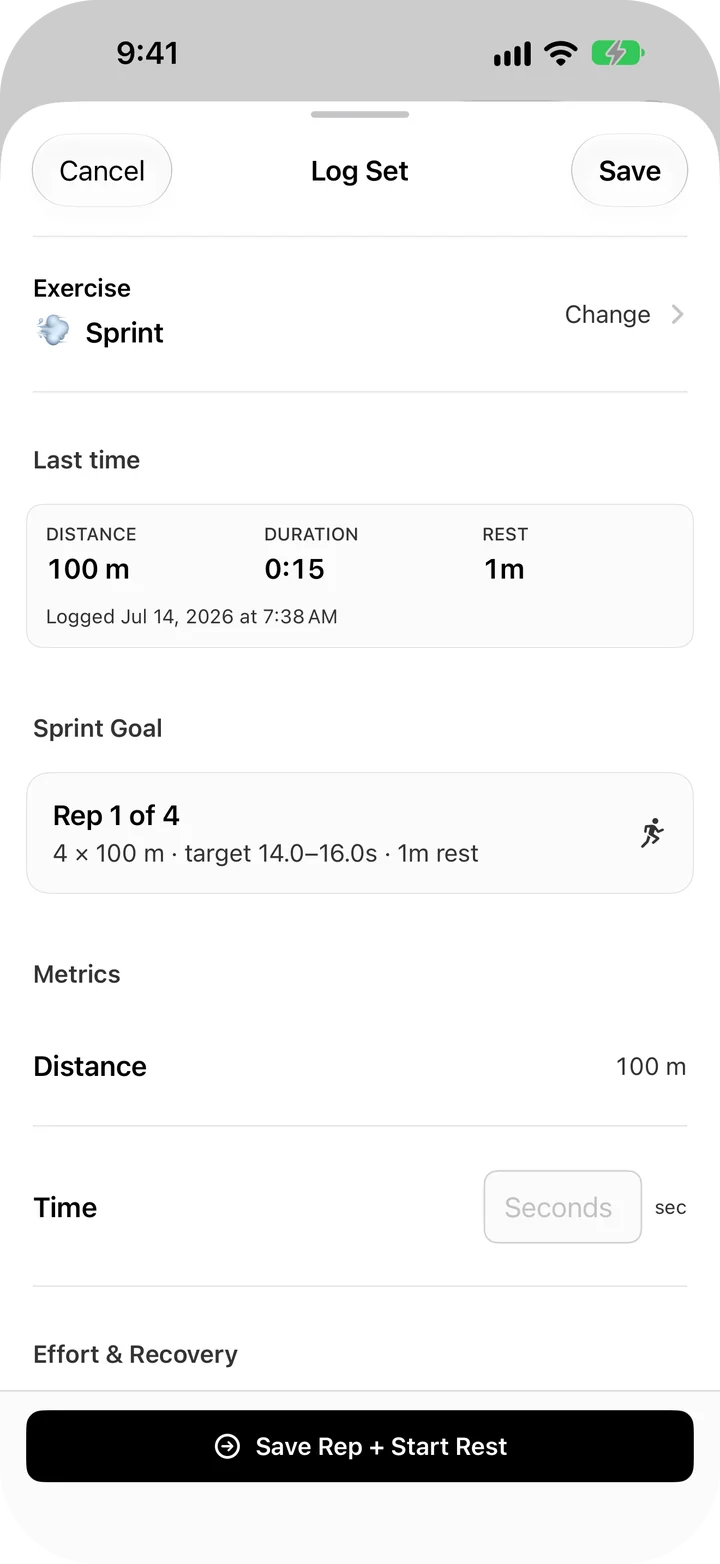 9:41
Cancel
Log Set
Save
Exercise
Sprint
Change
Last time
DISTANCE
DURATION
REST
100 m
0:15
1m
Logged Jul 14, 2026 at 7:38 AM
Sprint Goal
Rep 1 of 4
4 × 100 m · target 14.0–16.0s · 1m rest
Metrics
Distance
100 m
Time
Seconds
sec
Effort & Recovery
Save Rep + Start Rest